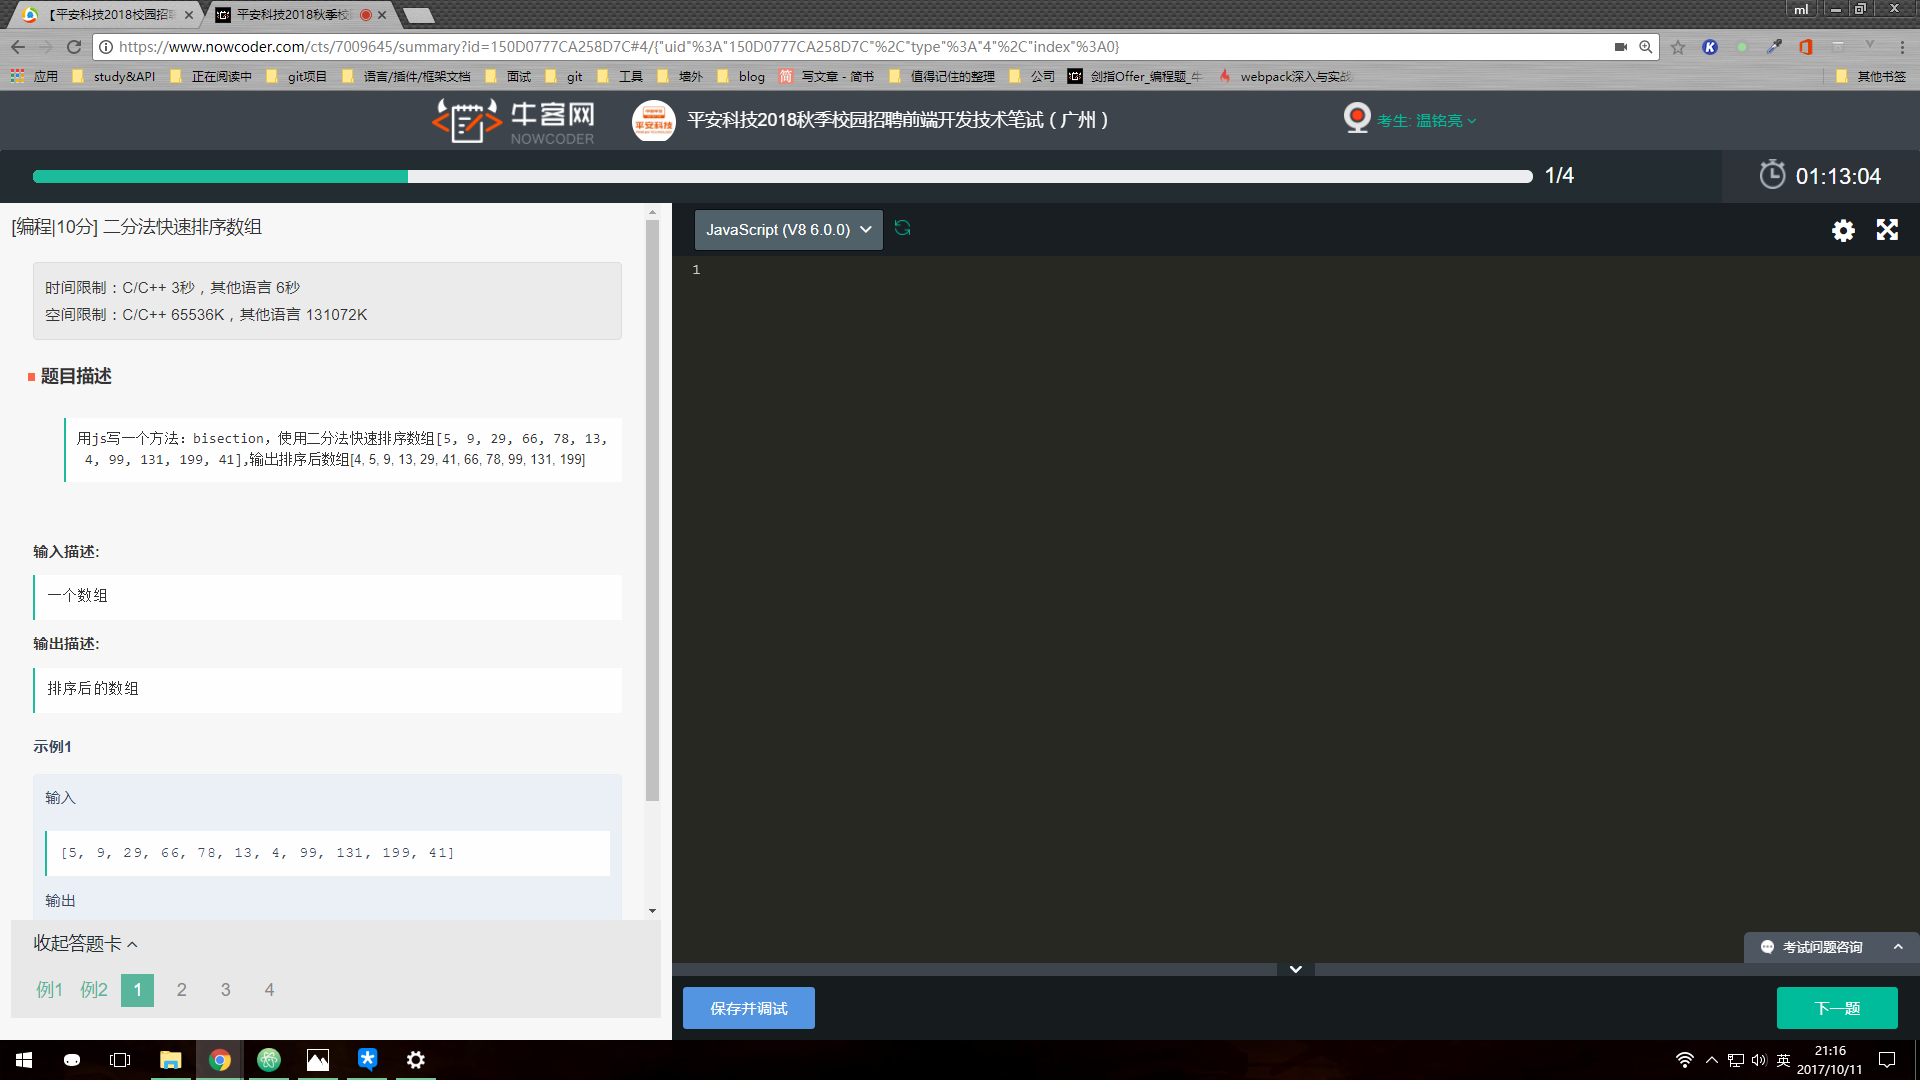 【平安科技2018校园招聘
平安科技2018秋季校
ml
https://www.nowcoder.com/cts/7009645/summary?id=150D0777CA258D7C#4/{"uid"%3A"150D0777CA258D7C"%2C"type"%3A"4"%2C"index"%3A0}
应用 study&API 正在阅读中 git项目 语言/插件/框架文档 面试 git 工具 墙外 blog 简 写文章 - 简书 值得记住的整理 公司 剑指Offer_编程题_牛 webpack深入与实战 其他书签
牛客网
NOWCODER
平安科技
平安科技2018秋季校园招聘前端开发技术笔试（广州）
考生: 温铭亮
1/4
01:13:04
[编程|10分] 二分法快速排序数组
时间限制：C/C++ 3秒，其他语言 6秒
空间限制：C/C++ 65536K，其他语言 131072K
题目描述
用js写一个方法：bisection，使用二分法快速排序数组[5, 9, 29, 66, 78, 13,
4, 99, 131, 199, 41],输出排序后数组[4, 5, 9, 13, 29, 41, 66, 78, 99, 131, 199]
输入描述:
一个数组
输出描述:
排序后的数组
示例1
输入
[5, 9, 29, 66, 78, 13, 4, 99, 131, 199, 41]
输出
收起答题卡
例1 例2 1 2 3 4
JavaScript (V8 6.0.0)
1
考试问题咨询
保存并调试
下一题
英
21:16
2017/10/11